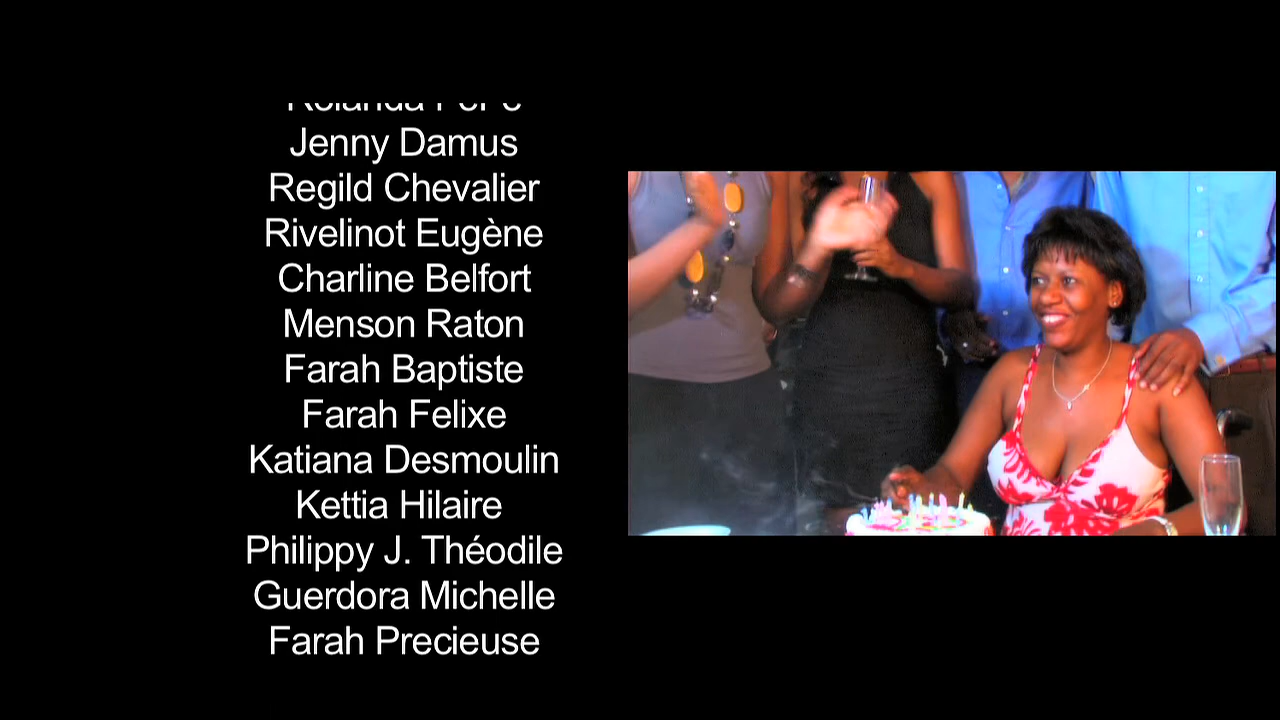 Jenny Damus
Regild Chevalier
Rivelinot Eugène
Charline Belfort
Menson Raton
Farah Baptiste
Farah Felixe
Katiana Desmoulin
Kettia Hilaire
Philippy J. Théodile
Guerdora Michelle
Farah Precieuse